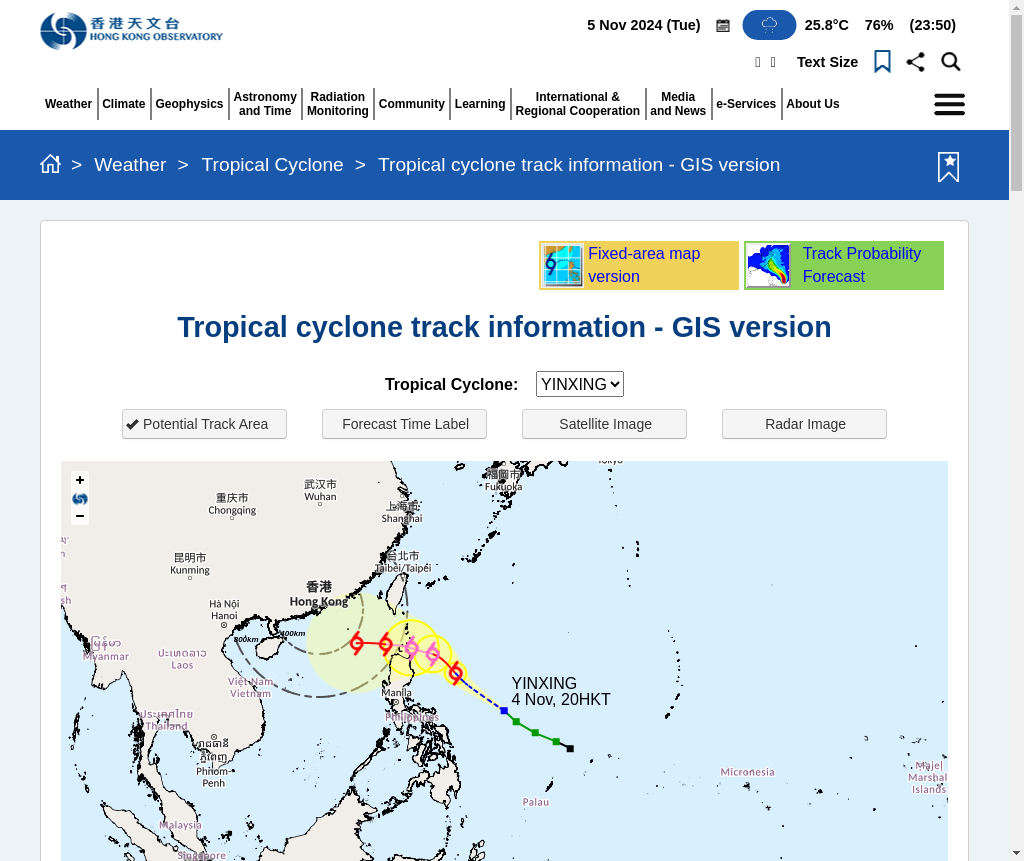 香港天文台
HONG KONG OBSERVATORY
5 Nov 2024 (Tue) 25.8°C 76% (23:50)
Text Size
Weather Climate Geophysics Astronomy and Time Radiation Monitoring Community Learning International & Regional Cooperation Media and News e-Services About Us
> Weather > Tropical Cyclone > Tropical cyclone track information - GIS version
Fixed-area map
version
Track Probability
Forecast
Tropical cyclone track information - GIS version
Tropical Cyclone: YINXING
Potential Track Area Forecast Time Label Satellite Image Radar Image
+
−
福岡市
Fukuoka
武汉市
Wuhan
重庆市
Chongqing
上海市
Shanghai
昆明市
Kunming
台北市
Taibei/Taipei
香港
Hong Kong
Hà Nội
Hanoi
800km
400km
Myanmar
ປະເທດລາວ
Laos
Việt Nam
Vietnam
YINXING
4 Nov, 20HKT
Manila
Philippines
ประเทศไทย
Thailand
រាជធានី
ភ្នំពេញ
Phnom-
Penh
Micronesia
Majeḷ
Marshall
Islands
Palau
Malaysia
Singapore